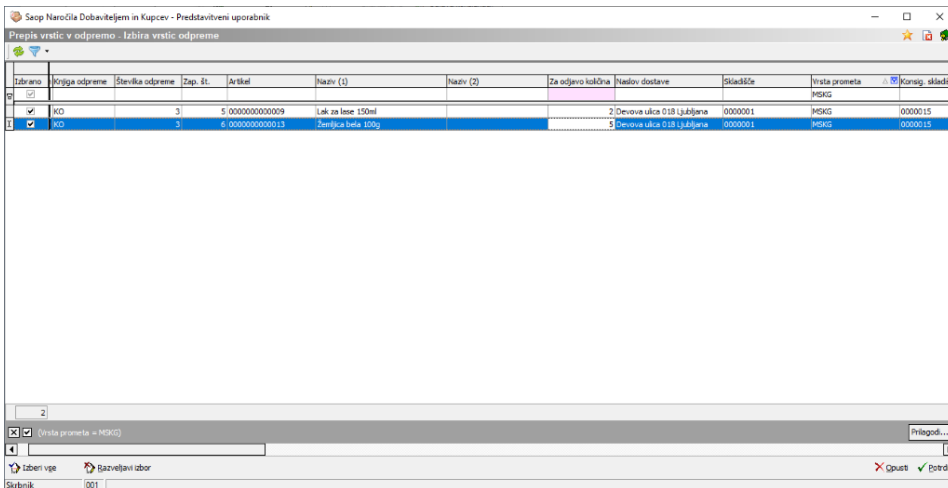 Saop Naročila Dobaviteljem in Kupcev - Predstavitveni uporabnik
Prepis vrstic v odpremo - Izbira vrstic odpreme
Izbrano Knjiga odpreme Številka odpreme Zap. št. Artikel Naziv (1) Naziv (2) Za odjavo količina Naslov dostave Skladišče Vrsta prometa Konsig. skladi
MSKG
KO 3 5 0000000000009 Lak za lase 150ml 2 Devova ulica 018 Ljubljana 0000001 MSKG 0000015
KO 3 6 0000000000013 Žemljica bela 100g 5 Devova ulica 018 Ljubljana 0000001 MSKG 0000015
2
(Vrsta prometa = MSKG) Prilagodi...
Izberi vse Razveljavi izbor Opusti Potrdi
Skrbnik 001